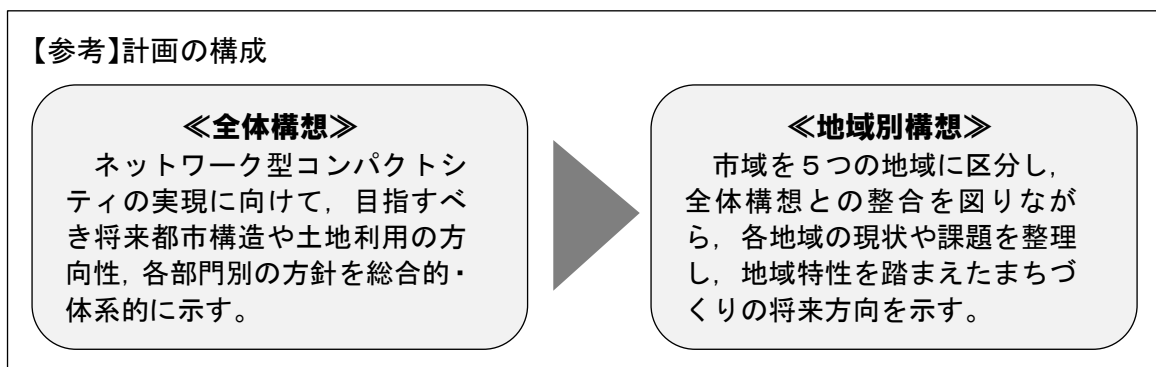 【参考】計画の構成
≪全体構想≫
ネットワーク型コンパクトシ
ティの実現に向けて，目指すべ
き将来都市構造や土地利用の方
向性，各部門別の方針を総合的・
体系的に示す。
≪地域別構想≫
市域を５つの地域に区分し，
全体構想との整合を図りなが
ら，各地域の現状や課題を整理
し，地域特性を踏まえたまちづ
くりの将来方向を示す。